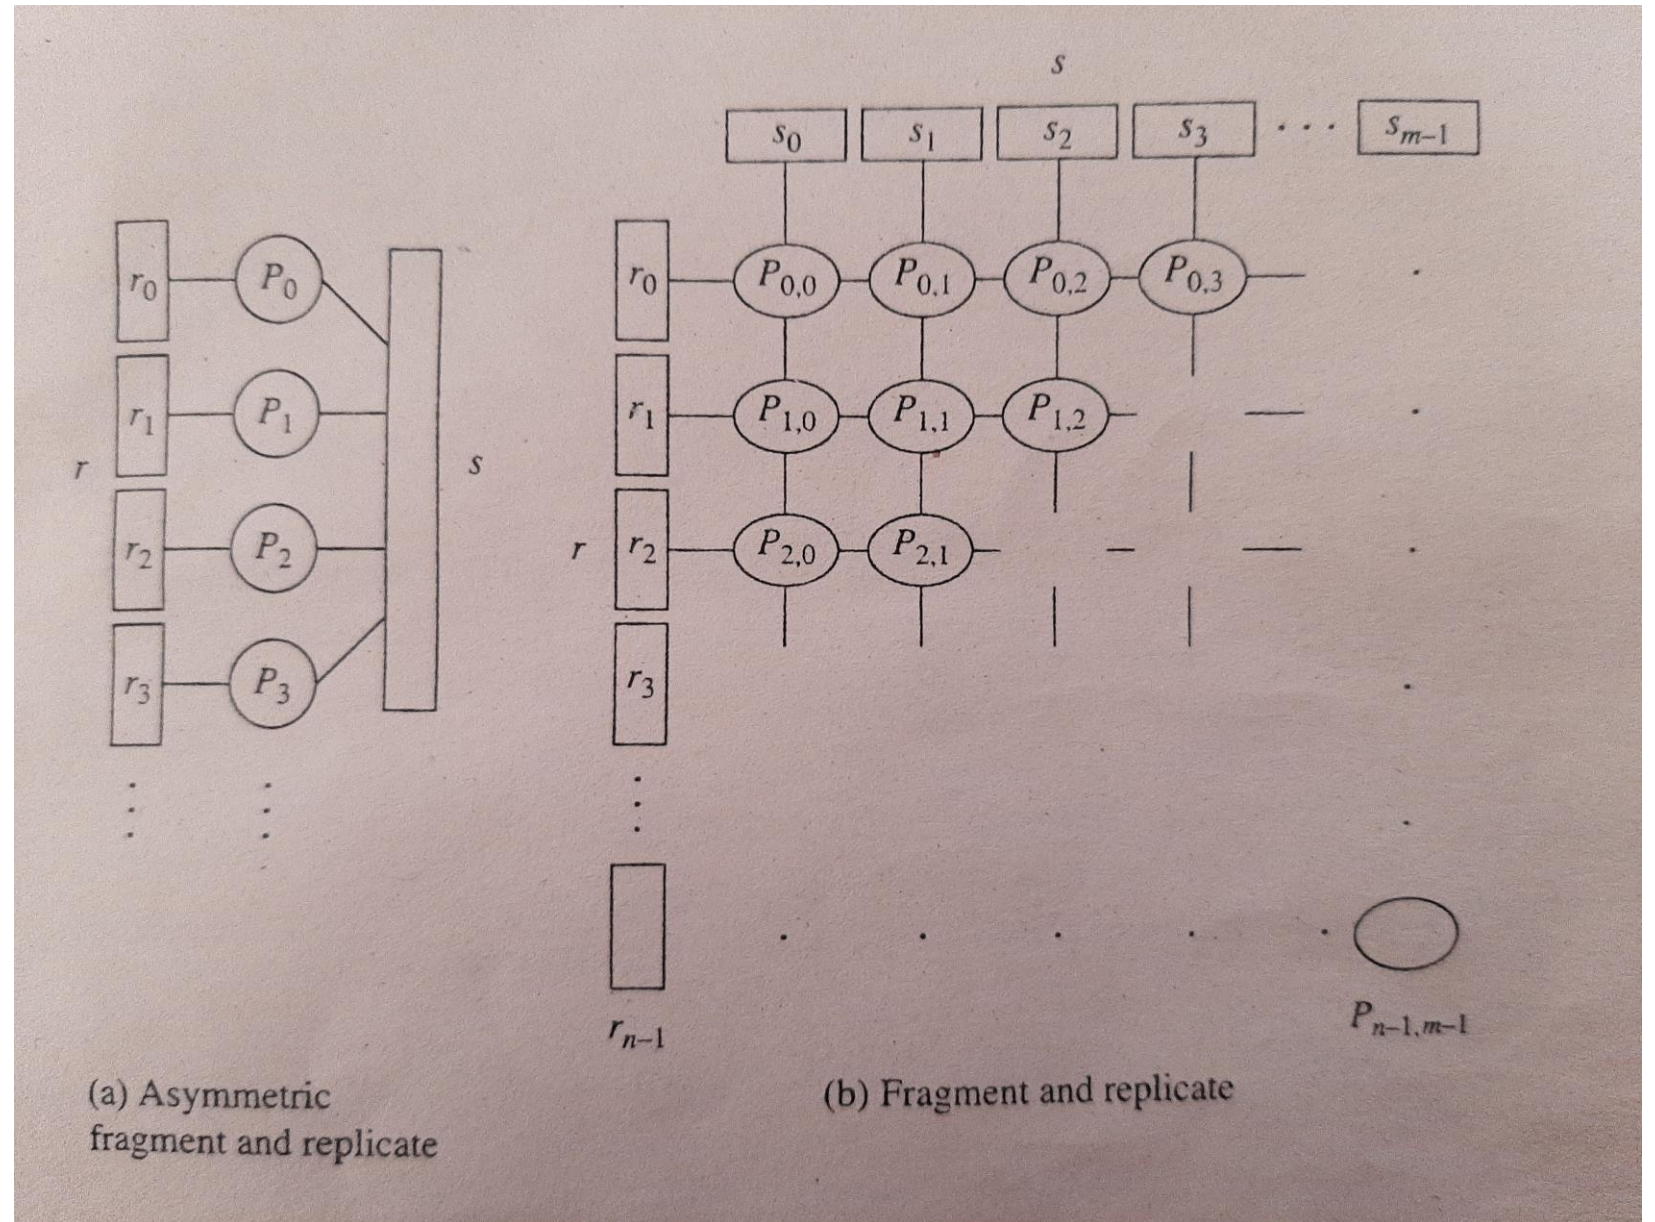 s
s₀ s₁ s₂ s₃ . . . sₘ₋₁
r₀ P₀ r₀ P₀,₀ P₀,₁ P₀,₂ P₀,₃
r₁ P₁ r₁ P₁,₀ P₁,₁ P₁,₂
r s
r₂ P₂ r r₂ P₂,₀ P₂,₁
r₃ P₃ r₃
rₙ₋₁ Pₙ₋₁,ₘ₋₁
(a) Asymmetric
fragment and replicate
(b) Fragment and replicate